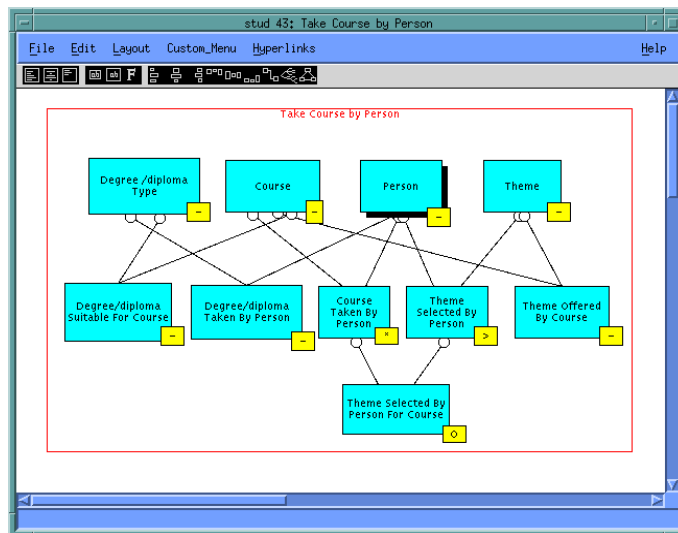 stud 43: Take Course by Person
File Edit Layout Custom_Menu Hyperlinks Help
ab ab F
Take Course by Person
Degree /diploma
Type
-
Course
-
Person
-
Theme
-
Degree/diploma
Suitable For Course
-
Degree/diploma
Taken By Person
-
Course
Taken By
Person
*
Theme
Selected By
Person
>
Theme Offered
By Course
-
Theme Selected By
Person For Course
O